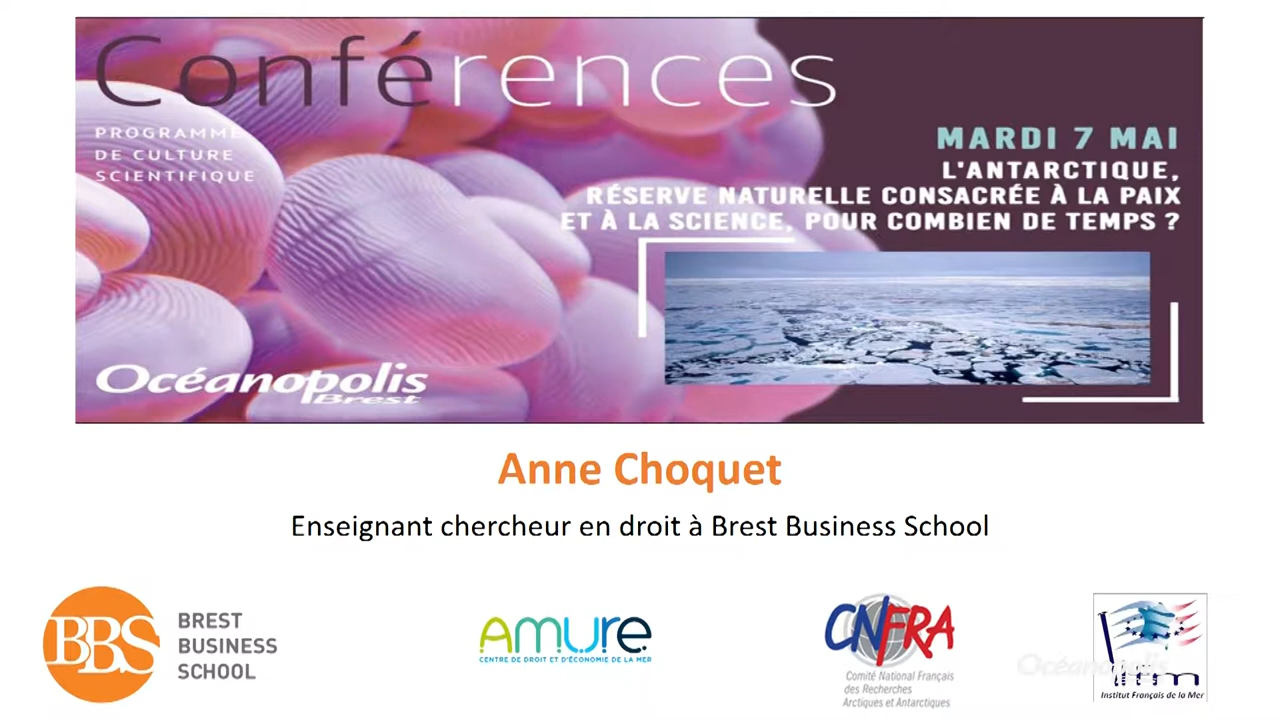 Conférences
PROGRAMME
DE CULTURE
SCIENTIFIQUE
MARDI 7 MAI
L'ANTARCTIQUE,
RÉSERVE NATURELLE CONSACRÉE À LA PAIX
ET À LA SCIENCE, POUR COMBIEN DE TEMPS ?
Océanopolis
Brest
Anne Choquet
Enseignant chercheur en droit à Brest Business School
BBS
BREST
BUSINESS
SCHOOL
AMURE
CENTRE DE DROIT ET D'ÉCONOMIE DE LA MER
CNFRA
Comité National Français
des Recherches
Arctiques et Antarctiques
Océanopolis
ifm
Institut Français de la Mer